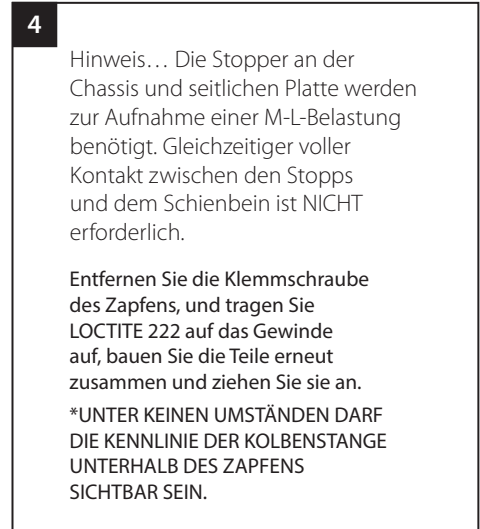 4
Hinweis… Die Stopper an der
Chassis und seitlichen Platte werden
zur Aufnahme einer M-L-Belastung
benötigt. Gleichzeitiger voller
Kontakt zwischen den Stopps
und dem Schienbein ist NICHT
erforderlich.
Entfernen Sie die Klemmschraube
des Zapfens, und tragen Sie
LOCTITE 222 auf das Gewinde
auf, bauen Sie die Teile erneut
zusammen und ziehen Sie sie an.
*UNTER KEINEN UMSTÄNDEN DARF
DIE KENNLINIE DER KOLBENSTANGE
UNTERHALB DES ZAPFENS
SICHTBAR SEIN.